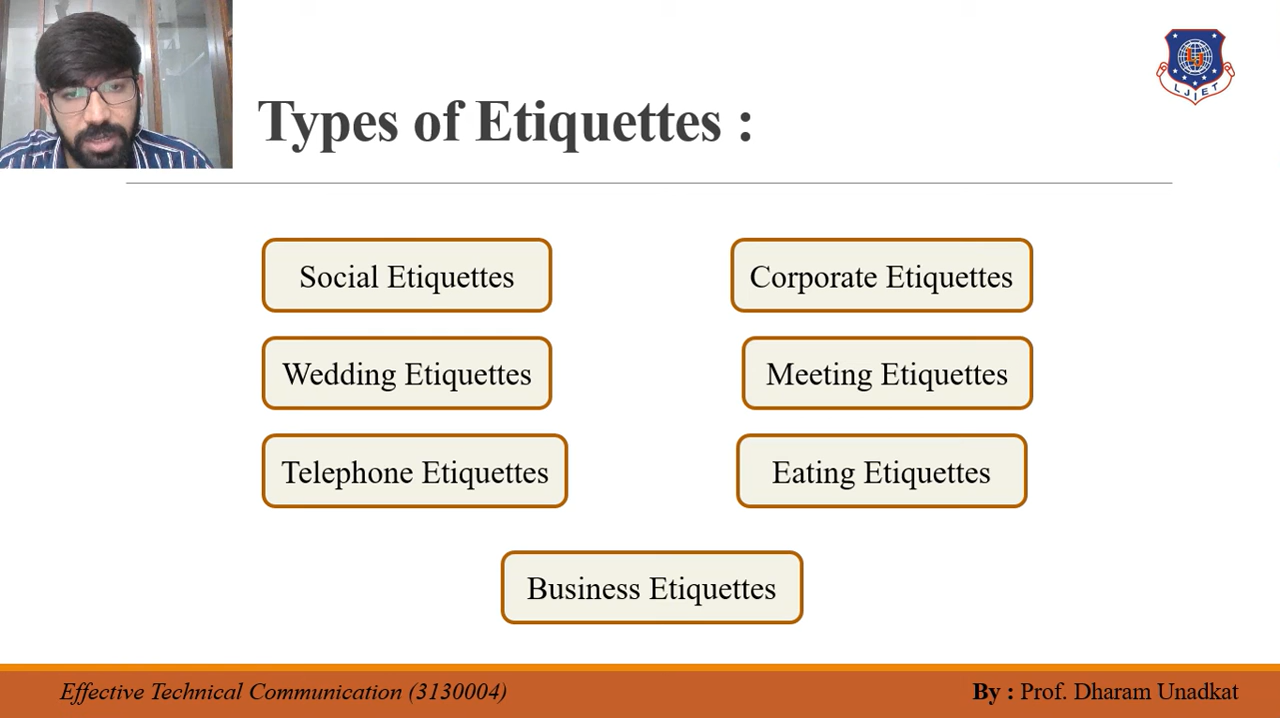 LJIET
Types of Etiquettes :
Social Etiquettes
Corporate Etiquettes
Wedding Etiquettes
Meeting Etiquettes
Telephone Etiquettes
Eating Etiquettes
Business Etiquettes
Effective Technical Communication (3130004)
By : Prof. Dharam Unadkat